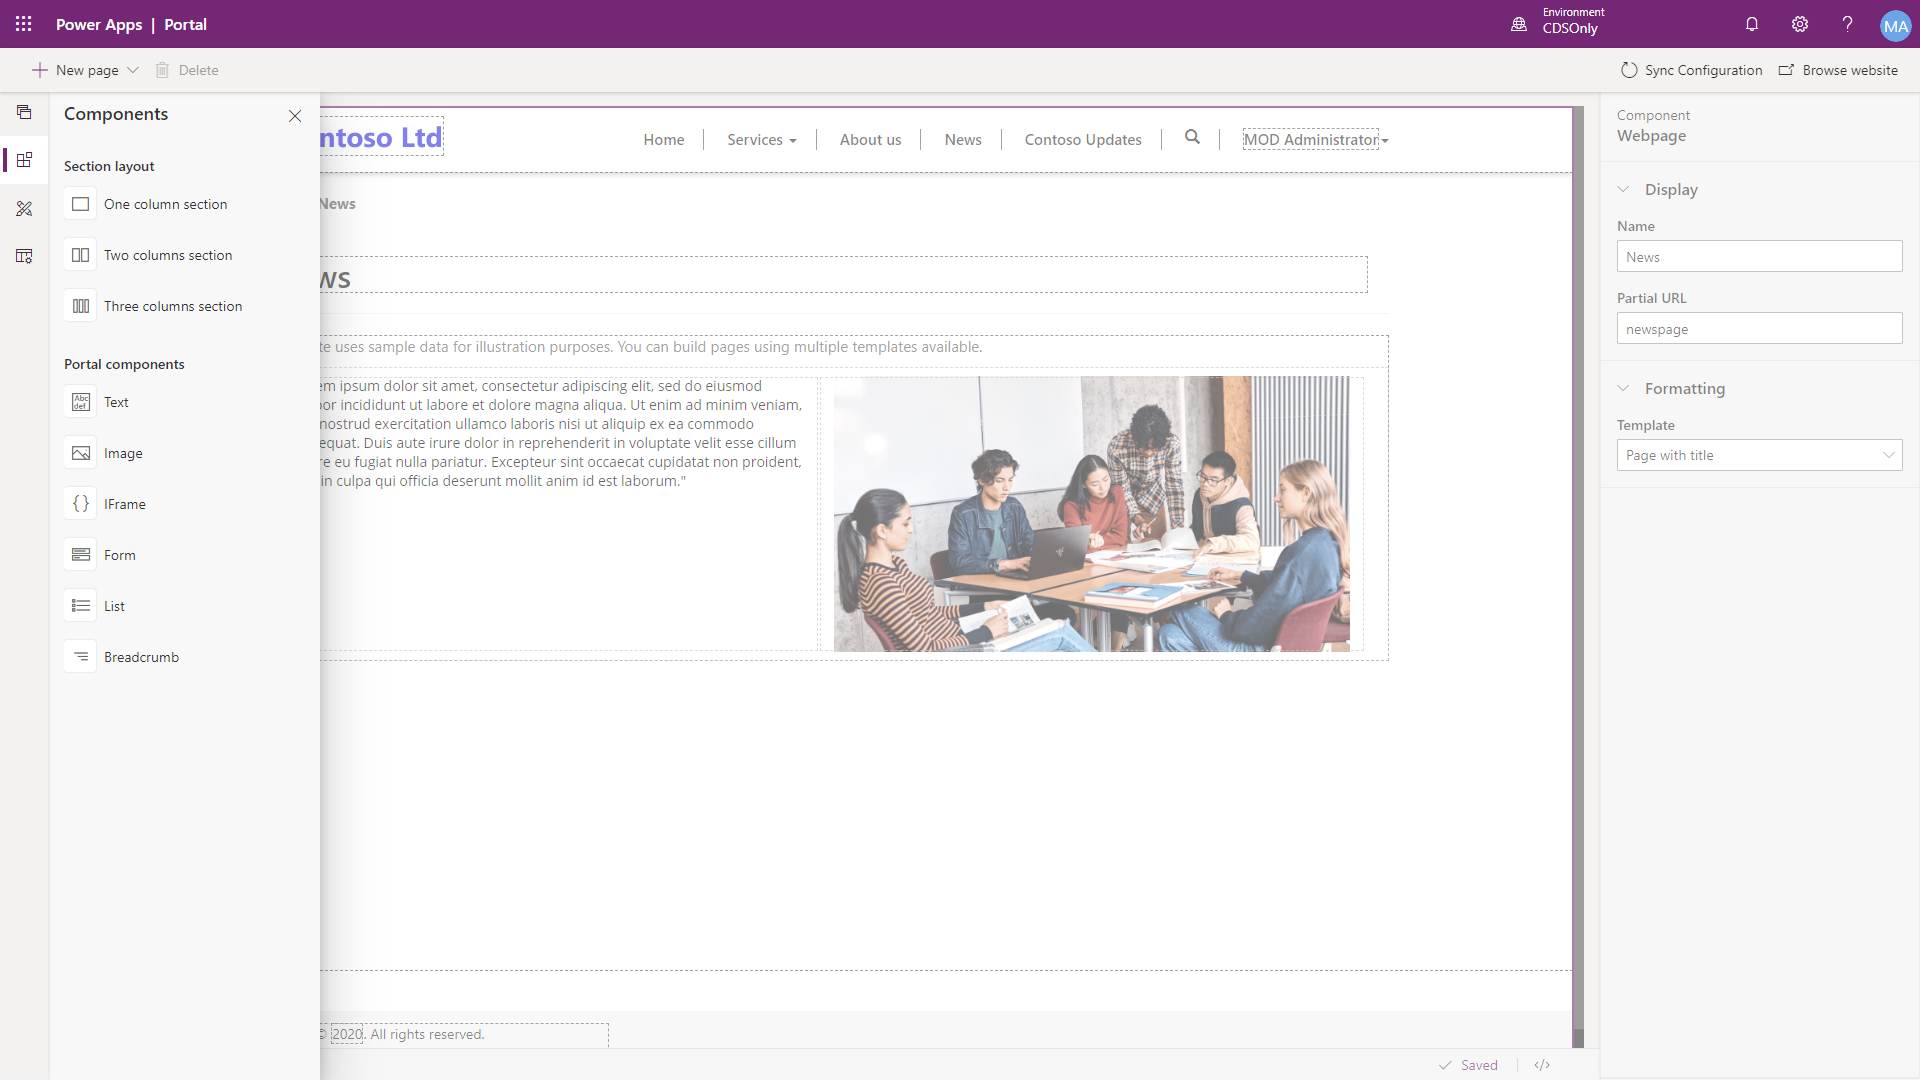 Power Apps | Portal
Environment
CDSOnly
?
MA
New page
Delete
Sync Configuration
Browse website
Components
Section layout
One column section
Two columns section
Three columns section
Portal components
Abc
def
Text
Image
{} IFrame
Form
List
Breadcrumb
ntoso Ltd
Home
Services
About us
News
Contoso Updates
MOD Administrator
News
ws
te uses sample data for illustration purposes. You can build pages using multiple templates available.
em ipsum dolor sit amet, consectetur adipiscing elit, sed do eiusmod
por incididunt ut labore et dolore magna aliqua. Ut enim ad minim veniam,
nostrud exercitation ullamco laboris nisi ut aliquip ex ea commodo
equat. Duis aute irure dolor in reprehenderit in voluptate velit esse cillum
re eu fugiat nulla pariatur. Excepteur sint occaecat cupidatat non proident,
in culpa qui officia deserunt mollit anim id est laborum."
© 2020. All rights reserved.
Saved
</>
Component
Webpage
Display
Name
News
Partial URL
newspage
Formatting
Template
Page with title